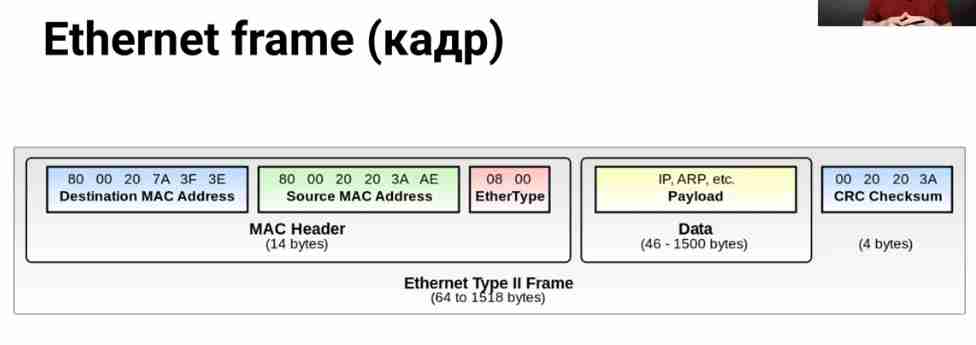 Ethernet frame (кадр)
80 00 20 7A 3F 3E
Destination MAC Address
80 00 20 20 3A AE
Source MAC Address
08 00
EtherType
MAC Header
(14 bytes)
IP, ARP, etc.
Payload
Data
(46 - 1500 bytes)
00 20 20 3A
CRC Checksum
(4 bytes)
Ethernet Type II Frame
(64 to 1518 bytes)